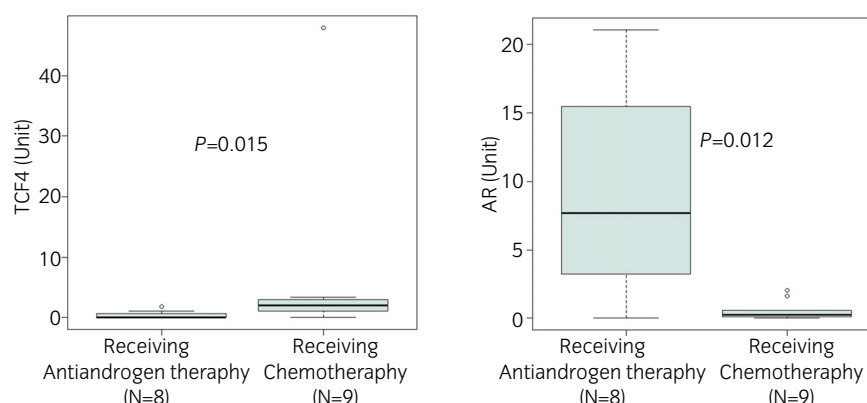 TCF4 (Unit)
40
30
20
10
0
P=0.015
Receiving
Antiandrogen theraphy
(N=8)
Receiving
Chemotheraphy
(N=9)
AR (Unit)
20
15
10
5
0
P=0.012
Receiving
Antiandrogen theraphy
(N=8)
Receiving
Chemotheraphy
(N=9)